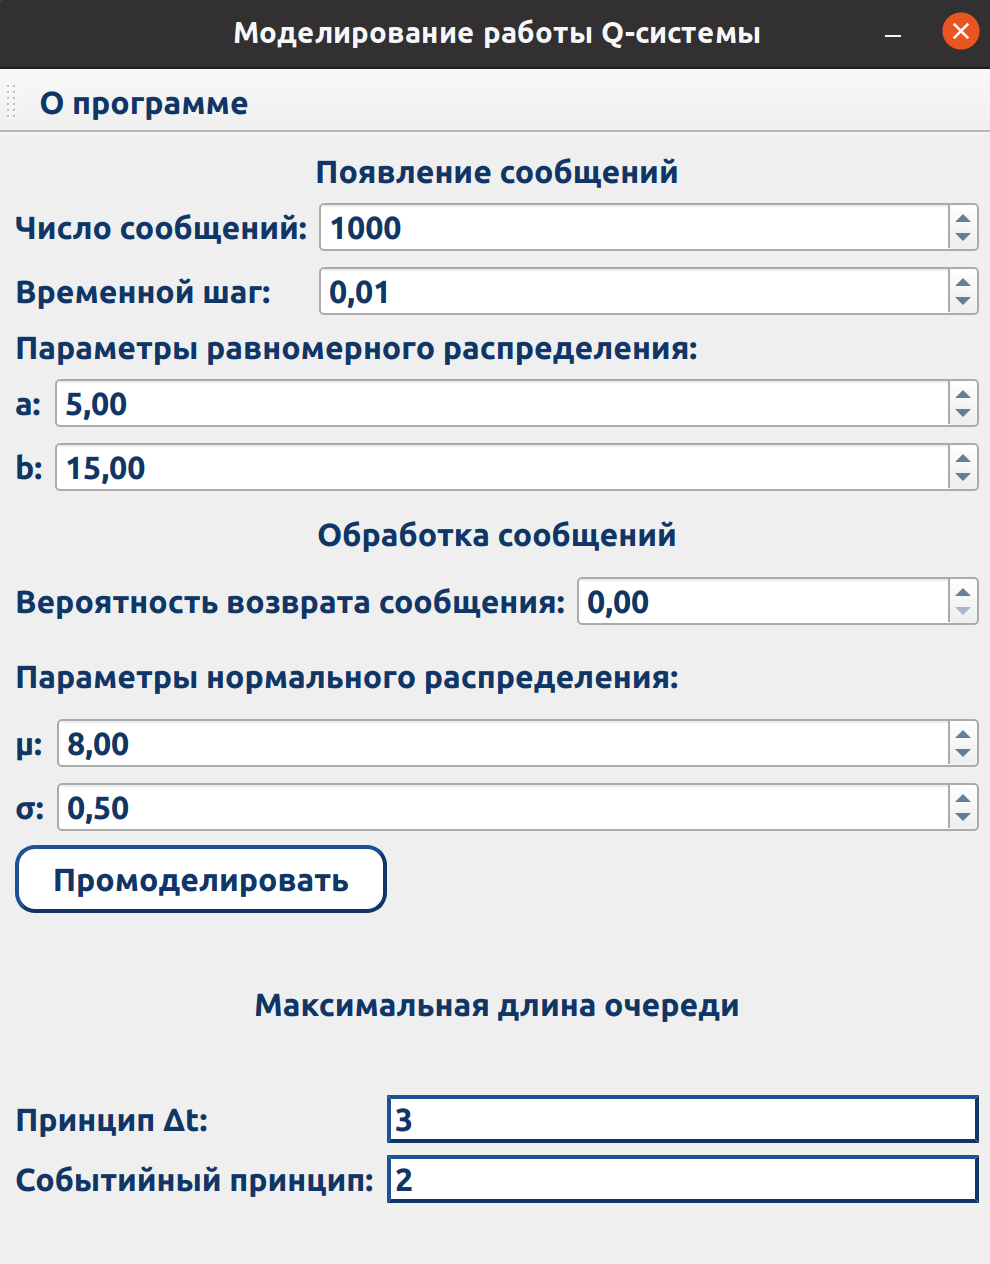 Моделирование работы Q-системы
О программе
Появление сообщений
Число сообщений: 1000
Временной шаг: 0,01
Параметры равномерного распределения:
a: 5,00
b: 15,00
Обработка сообщений
Вероятность возврата сообщения: 0,00
Параметры нормального распределения:
μ: 8,00
σ: 0,50
Промоделировать
Максимальная длина очереди
Принцип Δt: 3
Событийный принцип: 2